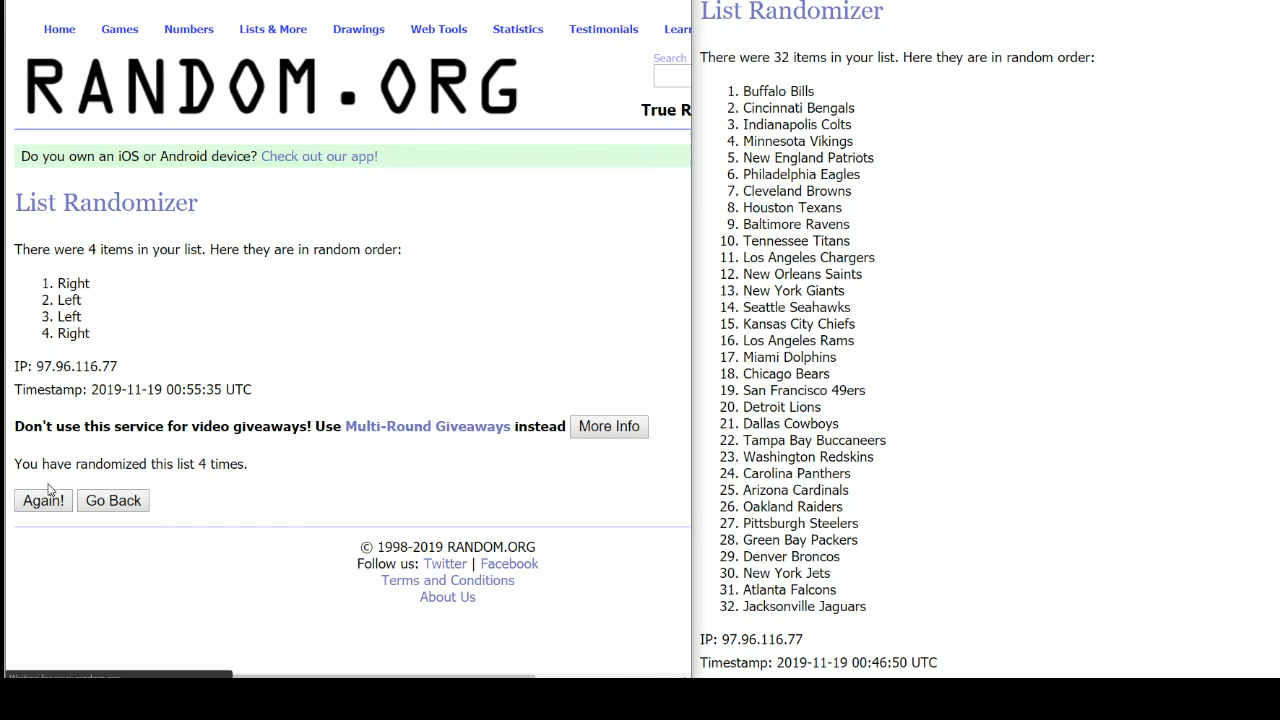 Home Games Numbers Lists & More Drawings Web Tools Statistics Testimonials Lear
RANDOM.ORG
Search
True R
Do you own an iOS or Android device? Check out our app!
List Randomizer
There were 4 items in your list. Here they are in random order:
1. Right
2. Left
3. Left
4. Right
IP: 97.96.116.77
Timestamp: 2019-11-19 00:55:35 UTC
Don't use this service for video giveaways! Use Multi-Round Giveaways instead More Info
You have randomized this list 4 times.
Again! Go Back
© 1998-2019 RANDOM.ORG
Follow us: Twitter | Facebook
Terms and Conditions
About Us
List Randomizer
There were 32 items in your list. Here they are in random order:
1. Buffalo Bills
2. Cincinnati Bengals
3. Indianapolis Colts
4. Minnesota Vikings
5. New England Patriots
6. Philadelphia Eagles
7. Cleveland Browns
8. Houston Texans
9. Baltimore Ravens
10. Tennessee Titans
11. Los Angeles Chargers
12. New Orleans Saints
13. New York Giants
14. Seattle Seahawks
15. Kansas City Chiefs
16. Los Angeles Rams
17. Miami Dolphins
18. Chicago Bears
19. San Francisco 49ers
20. Detroit Lions
21. Dallas Cowboys
22. Tampa Bay Buccaneers
23. Washington Redskins
24. Carolina Panthers
25. Arizona Cardinals
26. Oakland Raiders
27. Pittsburgh Steelers
28. Green Bay Packers
29. Denver Broncos
30. New York Jets
31. Atlanta Falcons
32. Jacksonville Jaguars
IP: 97.96.116.77
Timestamp: 2019-11-19 00:46:50 UTC